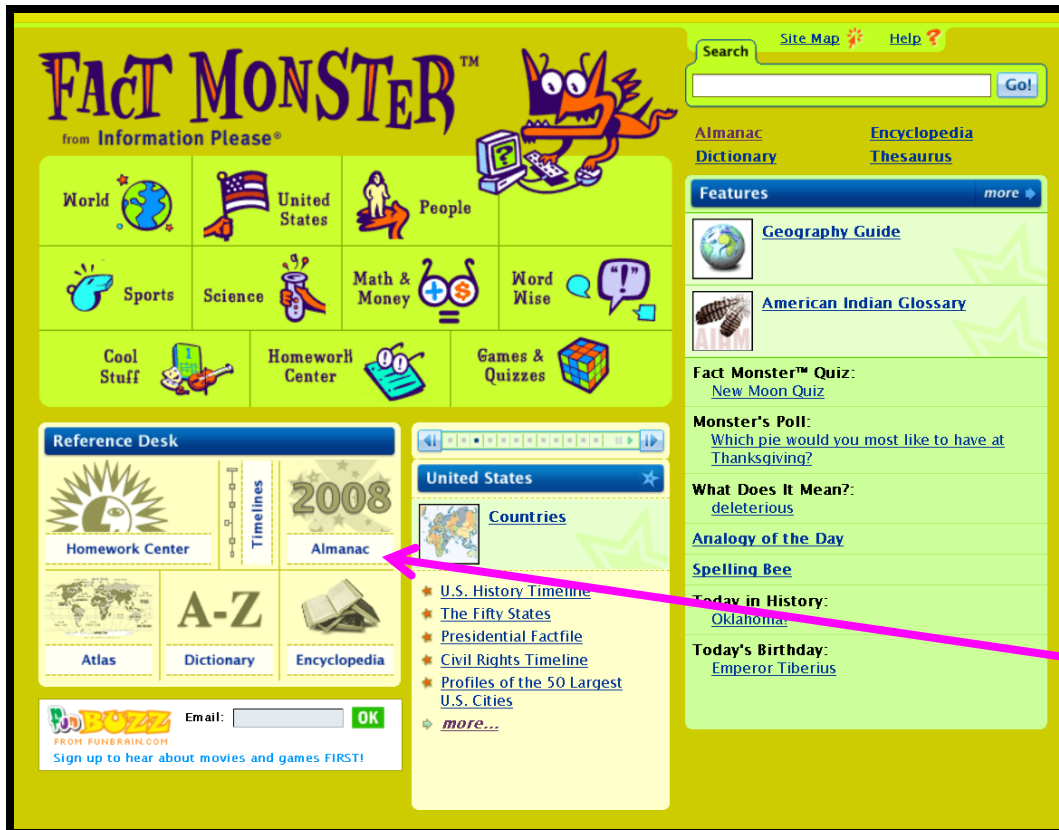 Site Map
Help ?
Search
Go!
FACT MONSTER™
from Information Please®
?
Almanac
Encyclopedia
Dictionary
Thesaurus
World
United
States
People
Sports
Science
Math &
Money
+ $
Word
Wise
"!"
Cool
Stuff
1
Homework
Center
! !
Games &
Quizzes
Features
more
Geography Guide
American Indian Glossary
AIAM
Fact Monster™ Quiz:
New Moon Quiz
Monster's Poll:
Which pie would you most like to have at
Thanksgiving?
What Does It Mean?:
deleterious
Analogy of the Day
Spelling Bee
Today in History:
Oklahoma!
Today's Birthday:
Emperor Tiberius
Reference Desk
Homework Center
Timelines
2008
Almanac
Atlas
A-Z
Dictionary
Encyclopedia
United States
Countries
U.S. History Timeline
The Fifty States
Presidential Factfile
Civil Rights Timeline
Profiles of the 50 Largest
U.S. Cities
more...
Fun BUZZ
FROM FUNBRAIN.COM
Email:
OK
Sign up to hear about movies and games FIRST!